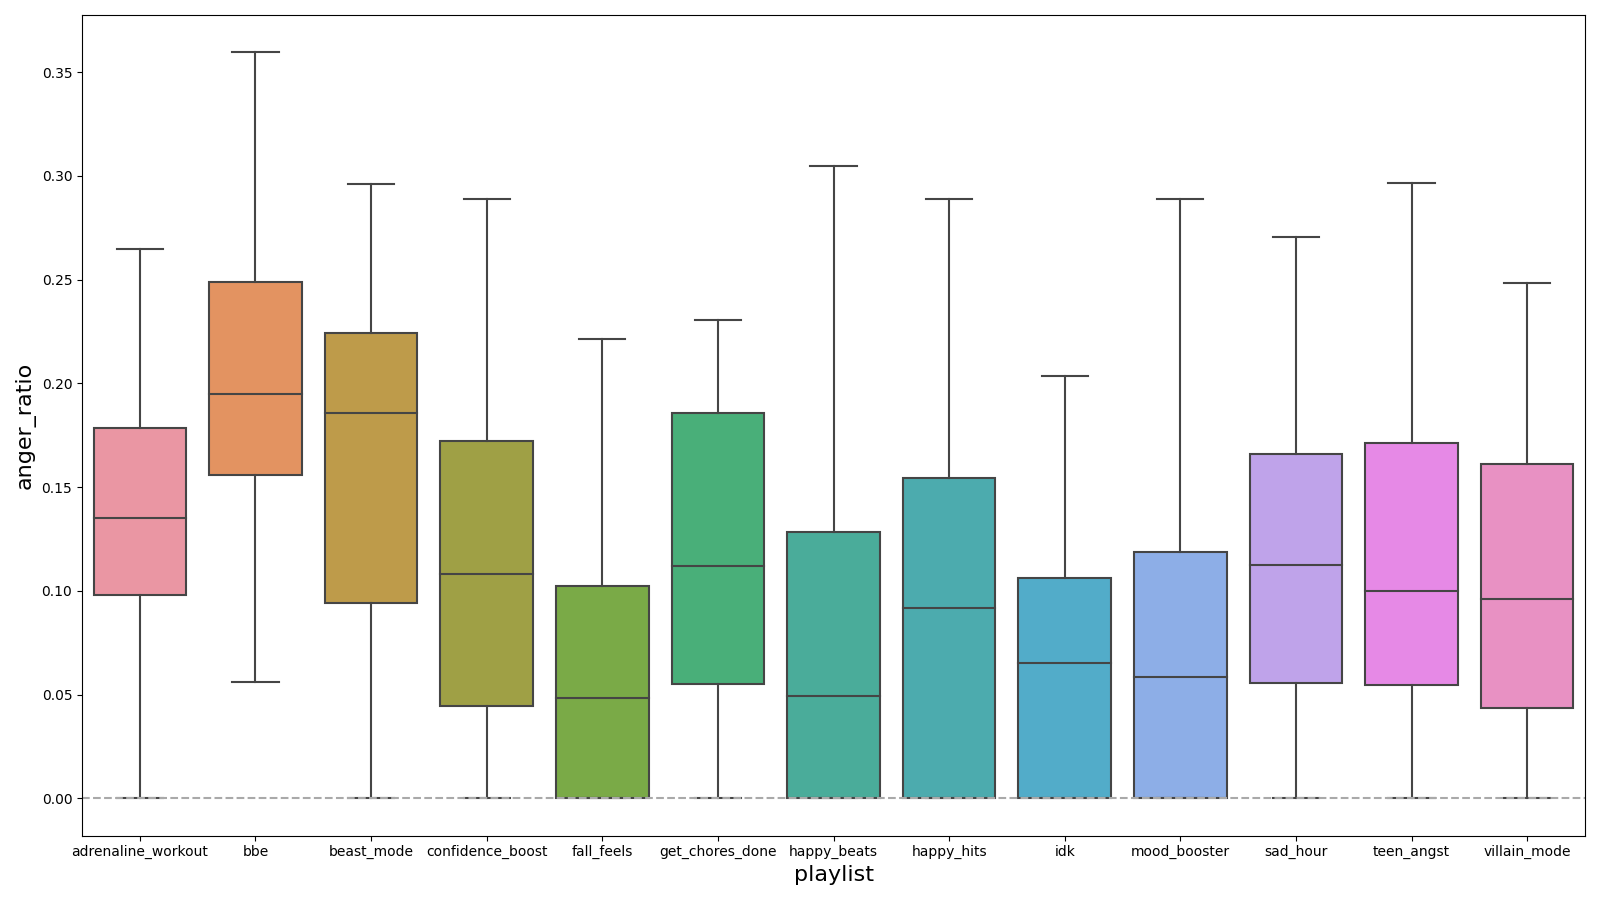 anger_ratio
0.35
0.30
0.25
0.20
0.15
0.10
0.05
0.00
adrenaline_workout bbe beast_mode confidence_boost fall_feels get_chores_done happy_beats happy_hits idk mood_booster sad_hour teen_angst villain_mode
playlist